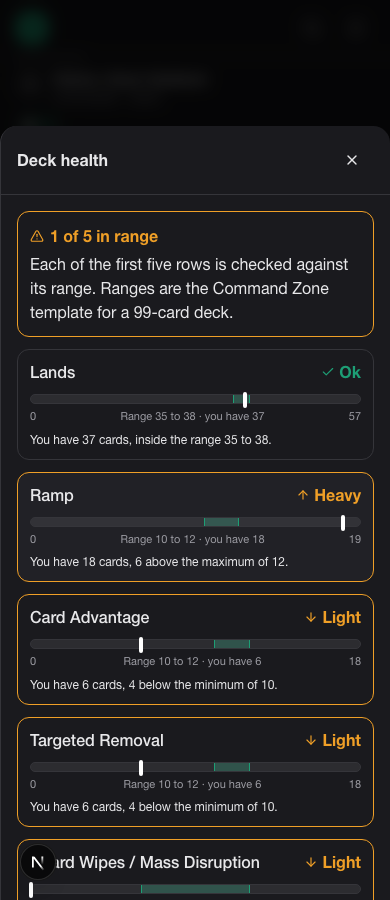 Deck health
1 of 5 in range
Each of the first five rows is checked against
its range. Ranges are the Command Zone
template for a 99-card deck.
Lands
Ok
0
Range 35 to 38 · you have 37
57
You have 37 cards, inside the range 35 to 38.
Ramp
Heavy
0
Range 10 to 12 · you have 18
19
You have 18 cards, 6 above the maximum of 12.
Card Advantage
Light
0
Range 10 to 12 · you have 6
18
You have 6 cards, 4 below the minimum of 10.
Targeted Removal
Light
0
Range 10 to 12 · you have 6
18
You have 6 cards, 4 below the minimum of 10.
N
ard Wipes / Mass Disruption
Light